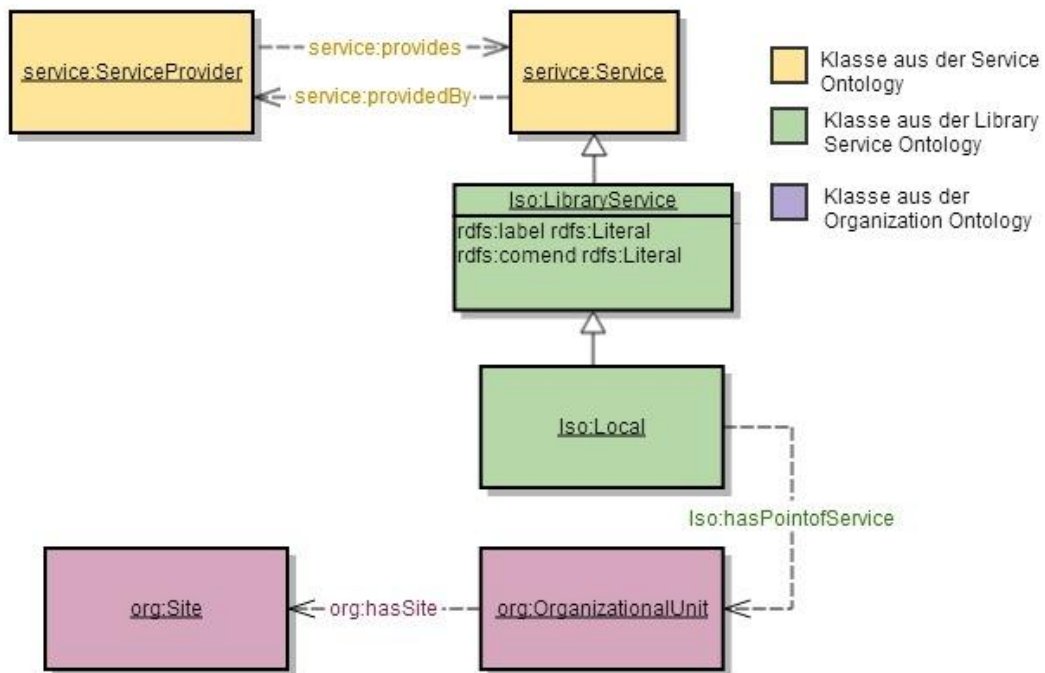 service:ServiceProvider
service:provides
service:providedBy
serivce:Service
Klasse aus der Service
Ontology
Klasse aus der Library
Service Ontology
Klasse aus der
Organization Ontology
lso:LibraryService
rdfs:label rdfs:Literal
rdfs:comend rdfs:Literal
lso:Local
lso:hasPointofService
org:Site
org:hasSite
org:OrganizationalUnit